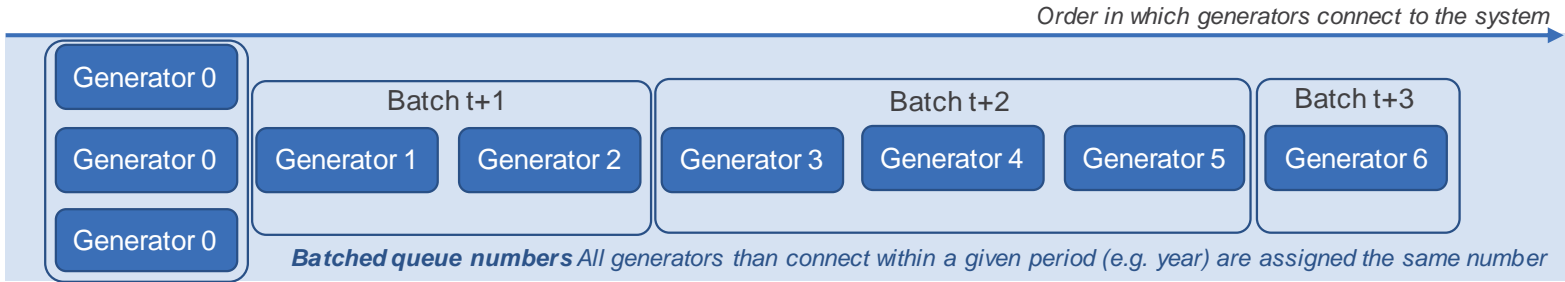 Order in which generators connect to the system
Generator 0
Generator 0
Generator 0
Batch t+1
Generator 1
Generator 2
Batch t+2
Generator 3
Generator 4
Generator 5
Batch t+3
Generator 6
Batched queue numbers All generators than connect within a given period (e.g. year) are assigned the same number